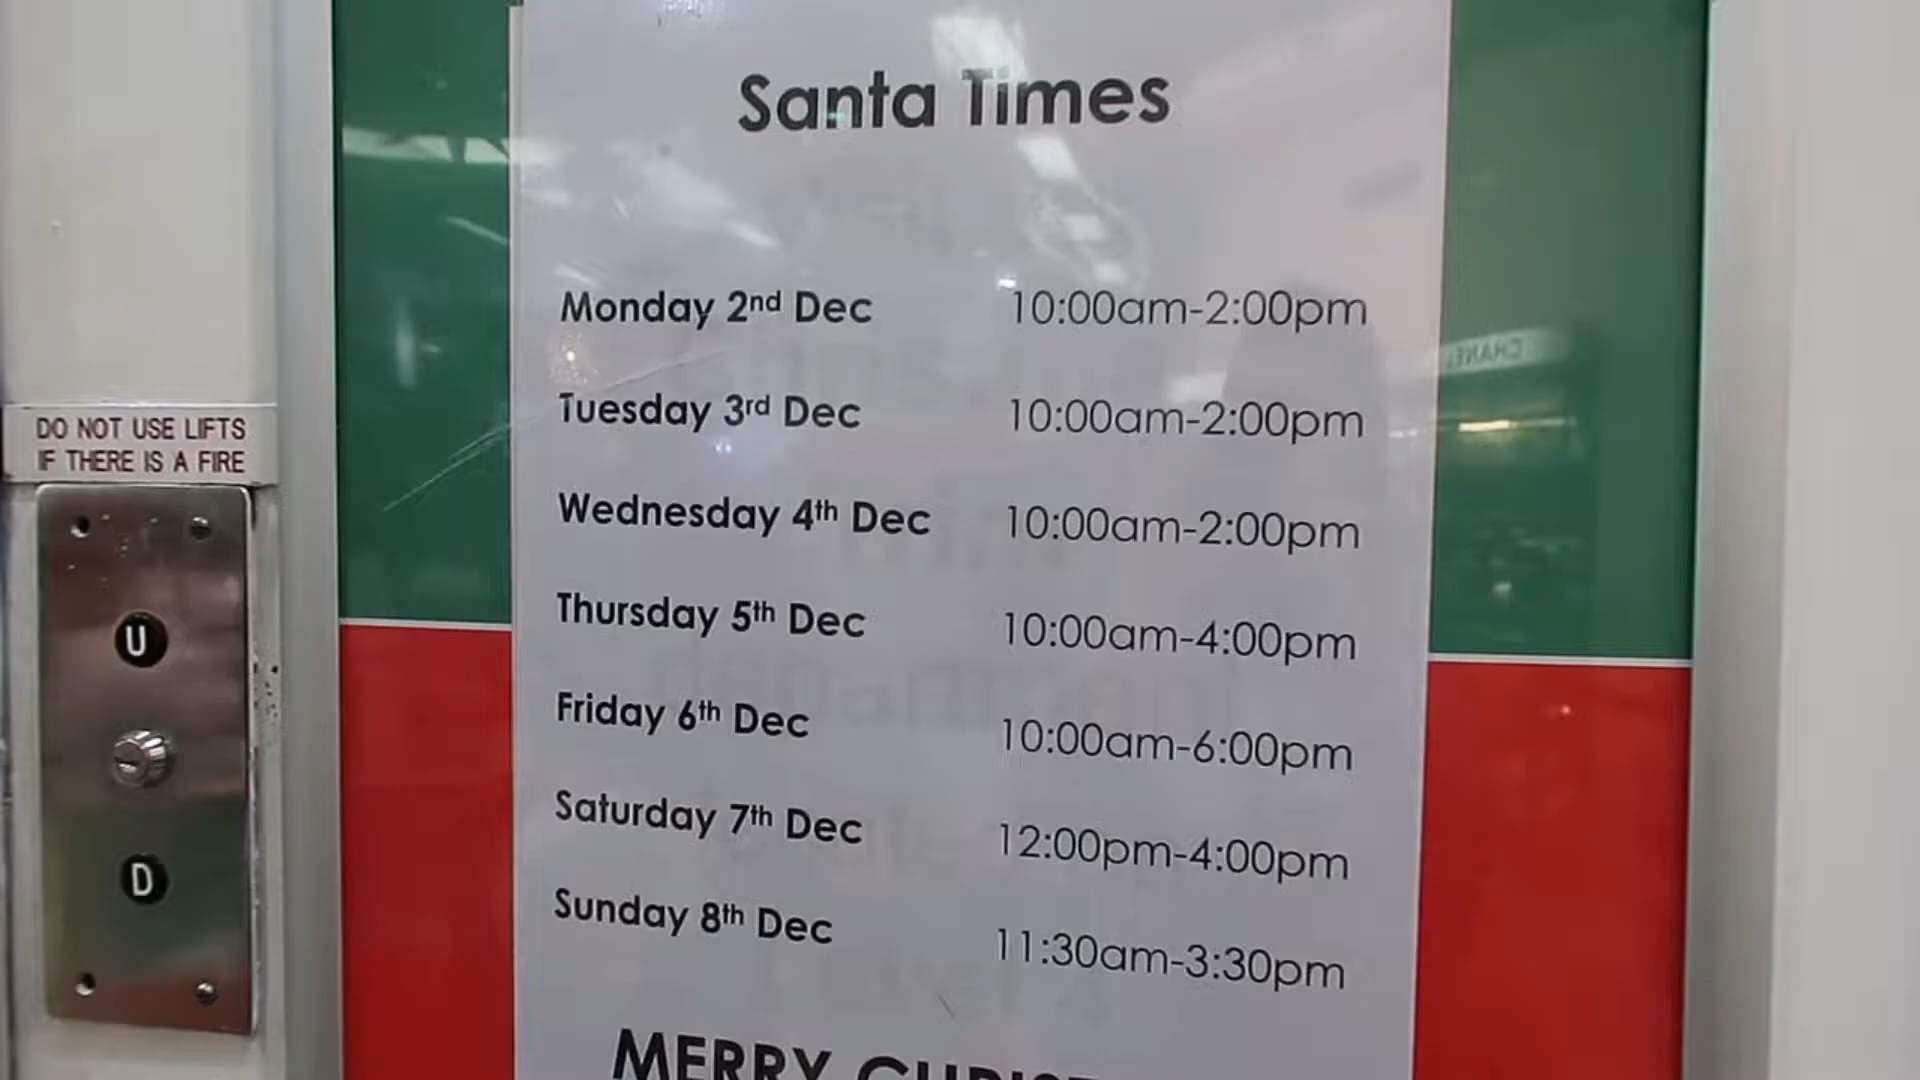 Santa Times
Monday 2nd Dec 10:00am-2:00pm
Tuesday 3rd Dec 10:00am-2:00pm
Wednesday 4th Dec 10:00am-2:00pm
Thursday 5th Dec 10:00am-4:00pm
Friday 6th Dec 10:00am-6:00pm
Saturday 7th Dec 12:00pm-4:00pm
Sunday 8th Dec 11:30am-3:30pm
MERRY
DO NOT USE LIFTS
IF THERE IS A FIRE
U
D
CHANEL